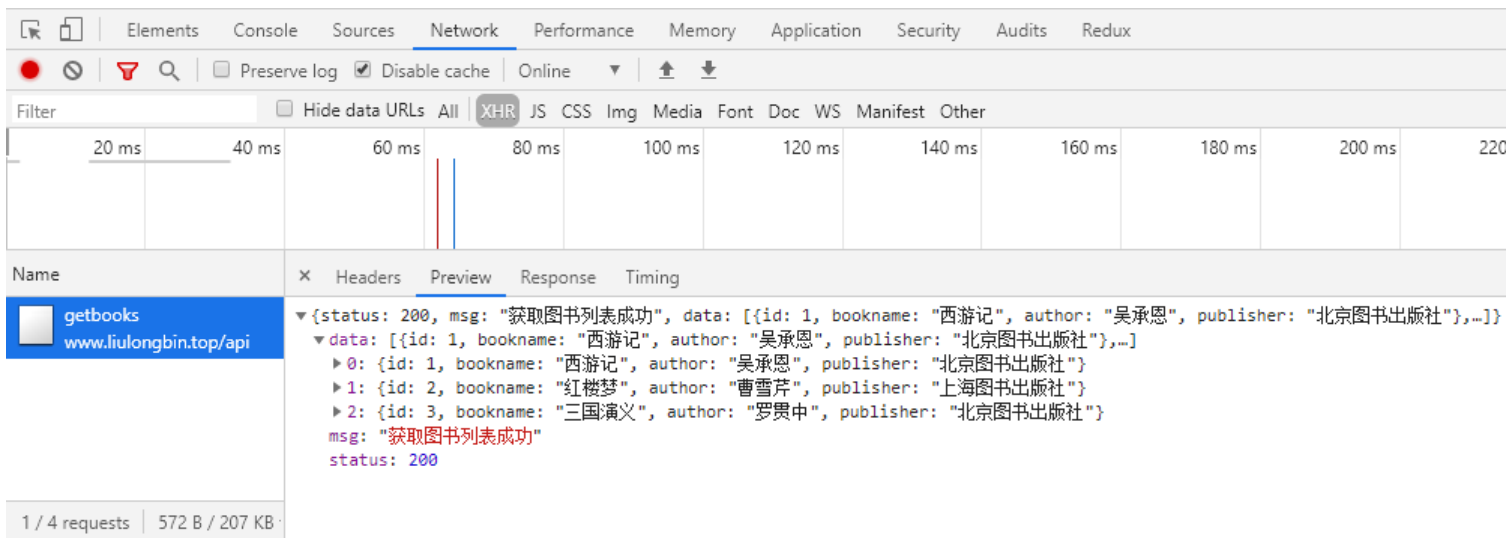 Elements Console Sources Network Performance Memory Application Security Audits Redux
Preserve log Disable cache Online
Filter Hide data URLs All XHR JS CSS Img Media Font Doc WS Manifest Other
20 ms 40 ms 60 ms 80 ms 100 ms 120 ms 140 ms 160 ms 180 ms 200 ms 220
Name × Headers Preview Response Timing
getbooks
www.liulongbin.top/api
{status: 200, msg: "获取图书列表成功", data: [{id: 1, bookname: "西游记", author: "吴承恩", publisher: "北京图书出版社"},…]}
data: [{id: 1, bookname: "西游记", author: "吴承恩", publisher: "北京图书出版社"},…]
0: {id: 1, bookname: "西游记", author: "吴承恩", publisher: "北京图书出版社"}
1: {id: 2, bookname: "红楼梦", author: "曹雪芹", publisher: "上海图书出版社"}
2: {id: 3, bookname: "三国演义", author: "罗贯中", publisher: "北京图书出版社"}
msg: "获取图书列表成功"
status: 200
1 / 4 requests 572 B / 207 KB